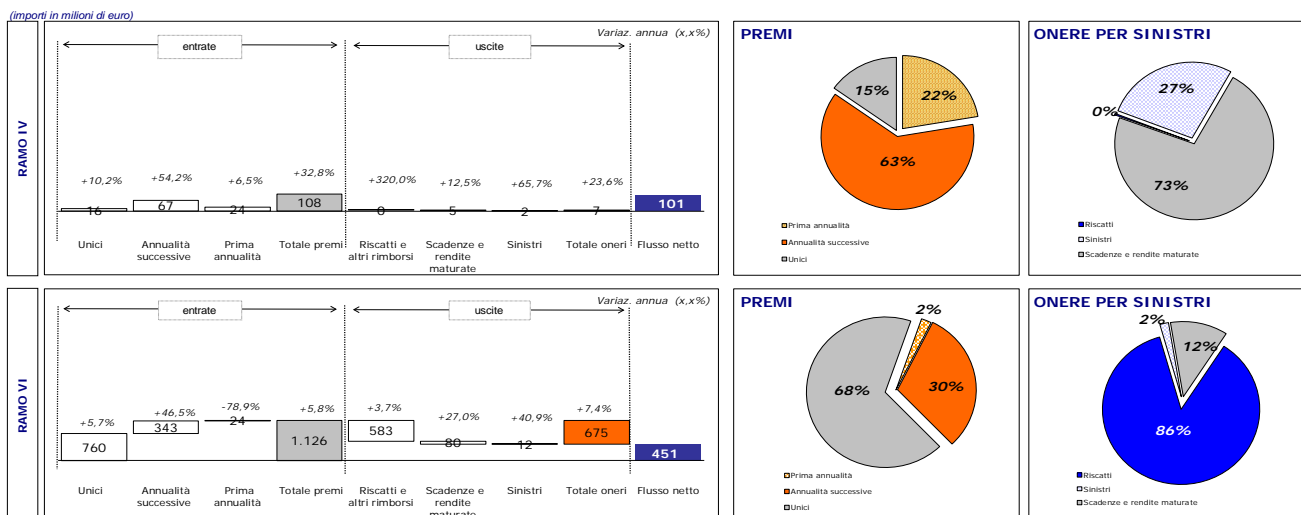 (importi in milioni di euro)
RAMO IV
Variaz. annua (x,x%)
entrate
uscite
+10,2%
+54,2%
+6,5%
+32,8%
+320,0%
+12,5%
+65,7%
+23,6%
16
67
24
108
0
5
2
7
101
Unici
Annualità successive
Prima annualità
Totale premi
Riscatti e altri rimborsi
Scadenze e rendite maturate
Sinistri
Totale oneri
Flusso netto
PREMI
15%
22%
63%
Prima annualità
Annualità successive
Unici
ONERE PER SINISTRI
27%
0%
73%
Riscatti
Sinistri
Scadenze e rendite maturate
RAMO VI
Variaz. annua (x,x%)
entrate
uscite
+5,7%
+46,5%
-78,9%
+5,8%
+3,7%
+27,0%
+40,9%
+7,4%
760
343
24
1.126
583
80
12
675
451
Unici
Annualità successive
Prima annualità
Totale premi
Riscatti e altri rimborsi
Scadenze e rendite maturate
Sinistri
Totale oneri
Flusso netto
PREMI
2%
68%
30%
Prima annualità
Annualità successive
Unici
ONERE PER SINISTRI
2%
12%
86%
Riscatti
Sinistri
Scadenze e rendite maturate